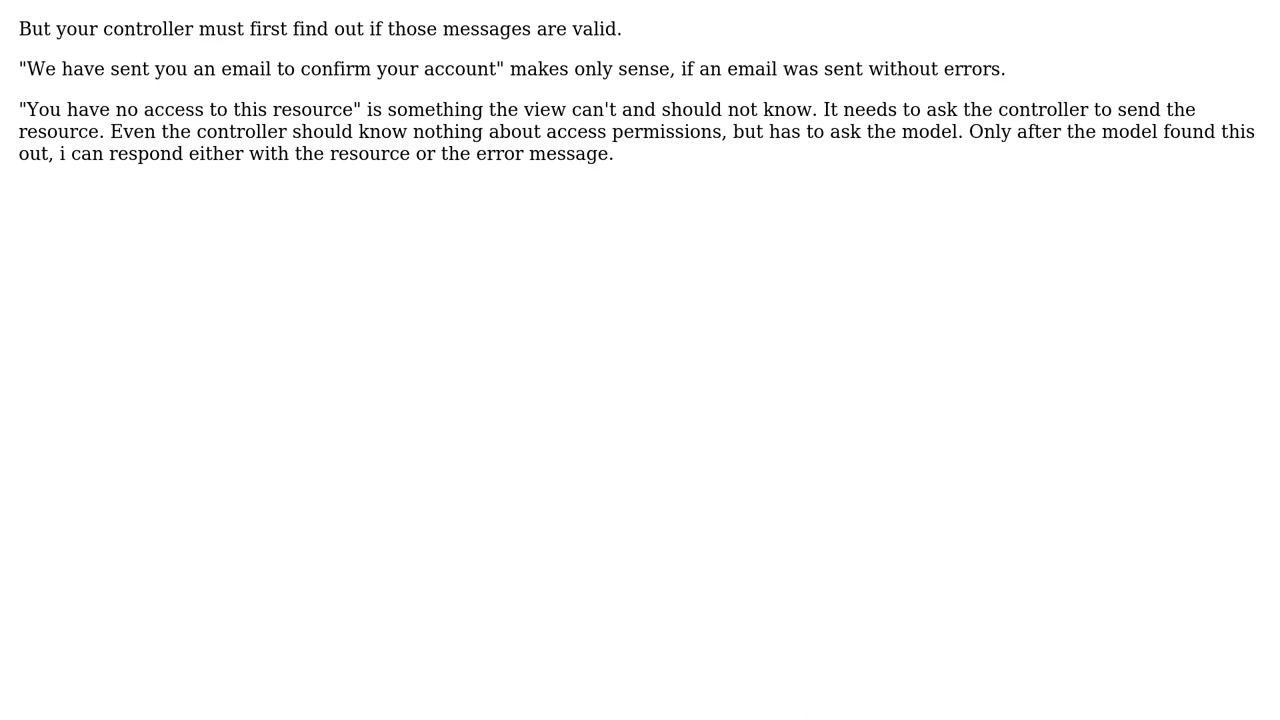 But your controller must first find out if those messages are valid.
"We have sent you an email to confirm your account" makes only sense, if an email was sent without errors.
"You have no access to this resource" is something the view can't and should not know. It needs to ask the controller to send the
resource. Even the controller should know nothing about access permissions, but has to ask the model. Only after the model found this
out, i can respond either with the resource or the error message.